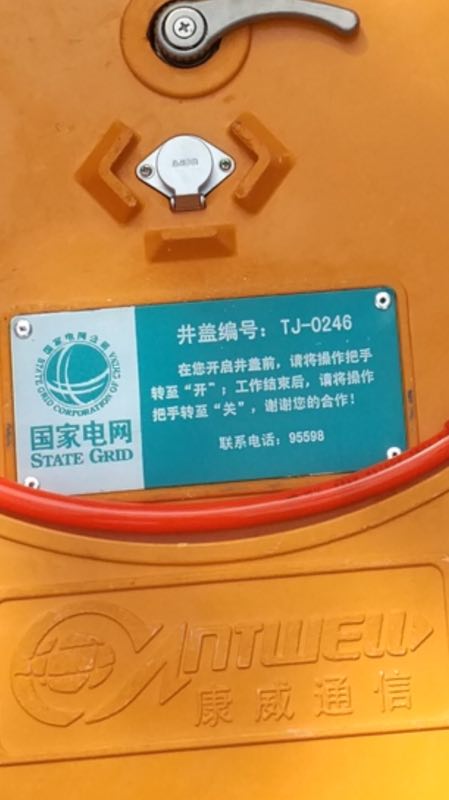 井盖编号：TJ-0246
在您开启井盖前，请将操作把手
转至“开”；工作结束后，请将操作
把手转至“关”，谢谢您的合作！
联系电话：95598
国家电网公司
STATE GRID CORPORATION OF CHINA
国家电网
STATE GRID
ANTWEW
康威通信